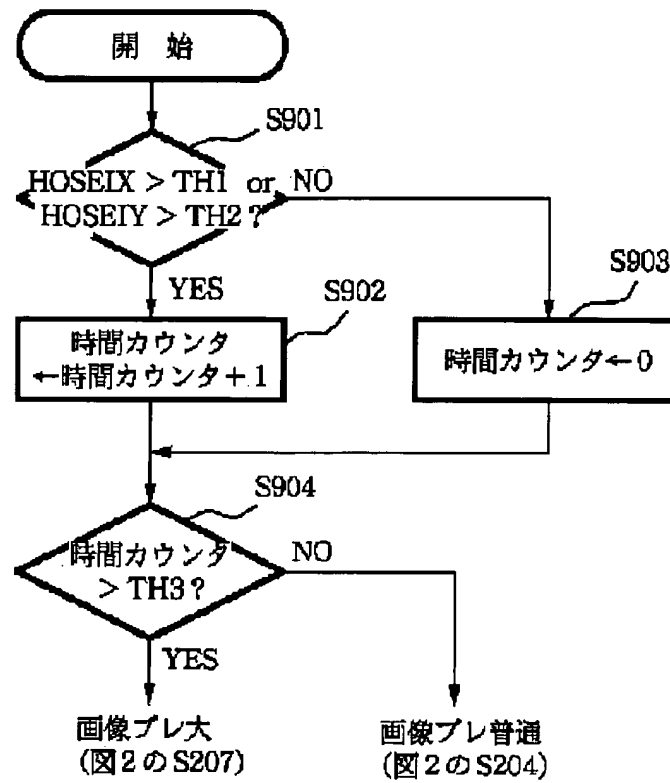 開 始
S901
HOSEIX > TH1 or
HOSEIY > TH2?
NO
YES
S902
時間カウンタ
←時間カウンタ+1
S903
時間カウンタ←0
S904
時間カウンタ
> TH3?
NO
YES
画像ブレ大
(図2のS207)
画像ブレ普通
(図2のS204)